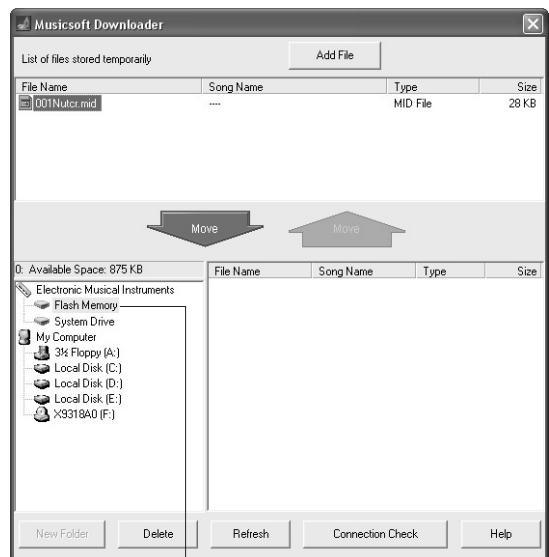 Musicsoft Downloader
List of files stored temporarily
Add File
File Name Song Name Type Size
001Nutcr.mid ---- MID File 28 KB
Move Move
0: Available Space: 875 KB
File Name Song Name Type Size
Electronic Musical Instruments
Flash Memory
System Drive
My Computer
3½ Floppy (A:)
Local Disk (C:)
Local Disk (D:)
Local Disk (E:)
X9318A0 (F:)
New Folder Delete Refresh Connection Check Help